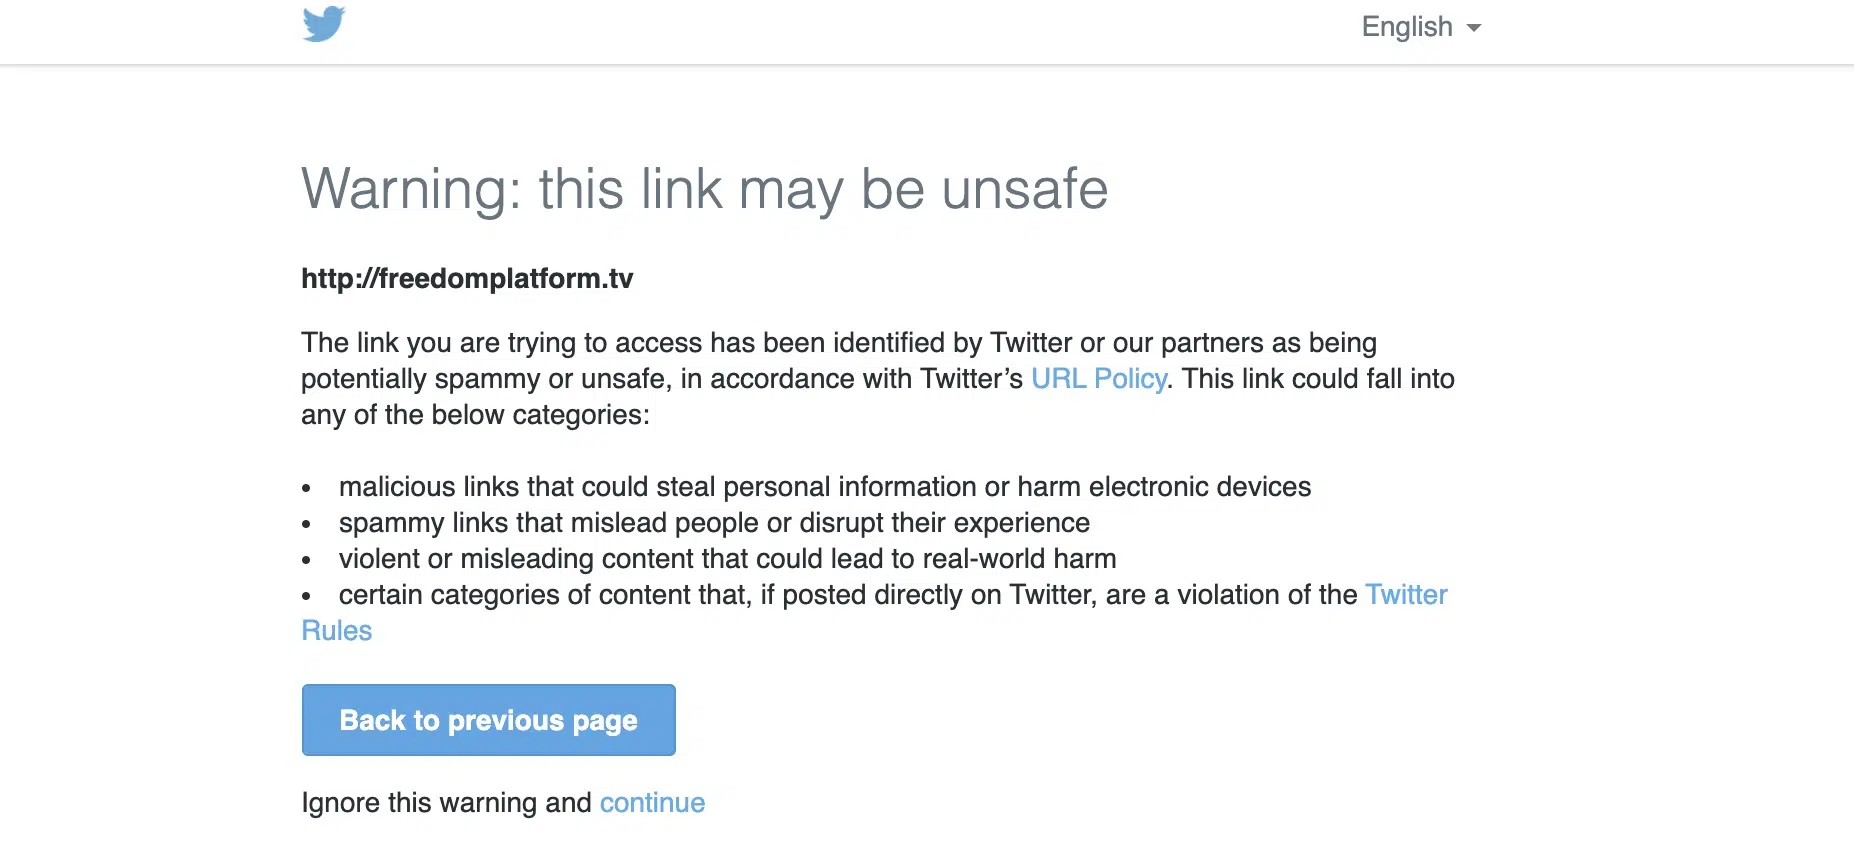 English
Warning: this link may be unsafe
http://freedomplatform.tv
The link you are trying to access has been identified by Twitter or our partners as being
potentially spammy or unsafe, in accordance with Twitter’s URL Policy. This link could fall into
any of the below categories:
• malicious links that could steal personal information or harm electronic devices
• spammy links that mislead people or disrupt their experience
• violent or misleading content that could lead to real-world harm
• certain categories of content that, if posted directly on Twitter, are a violation of the Twitter
Rules
Back to previous page
Ignore this warning and continue